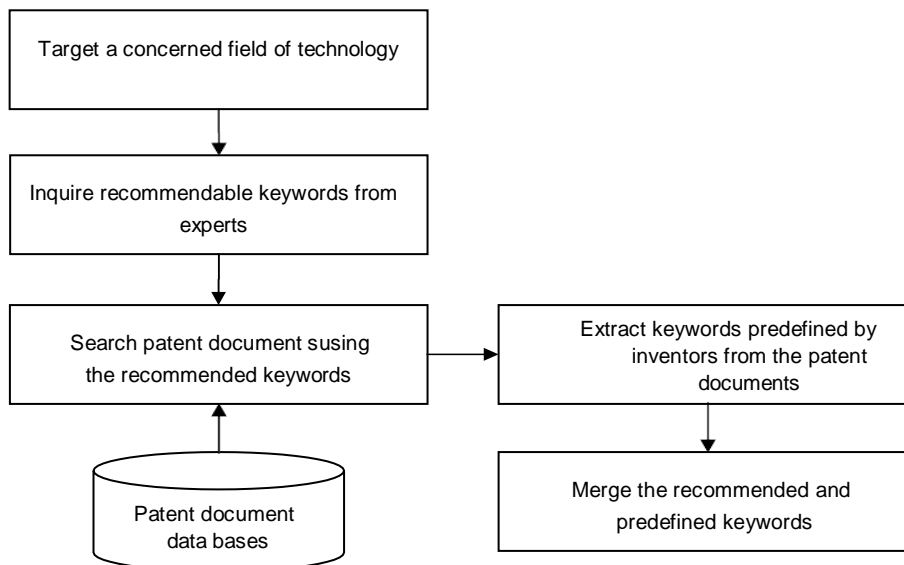 Target a concerned field of technology
Inquire recommendable keywords from
experts
Search patent document susing
the recommended keywords
Extract keywords predefined by
inventors from the patent
documents
Patent document
data bases
Merge the recommended and
predefined keywords